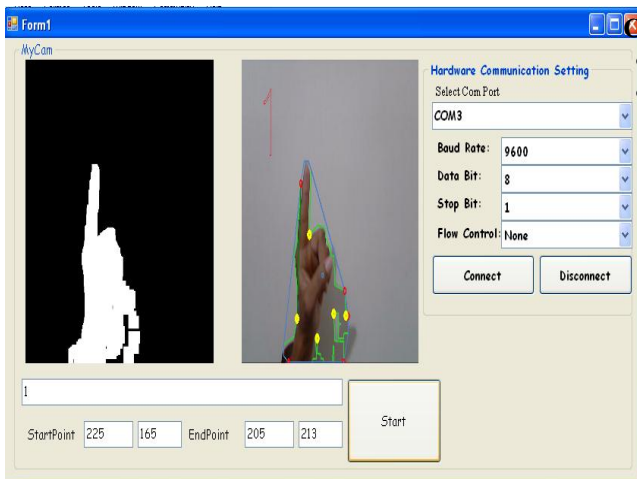 Form1
MyCam
1
Hardware Communication Setting
Select Com Port
COM3
Baud Rate: 9600
Data Bit: 8
Stop Bit: 1
Flow Control: None
Connect Disconnect
1
StartPoint 225 165 EndPoint 205 213
Start